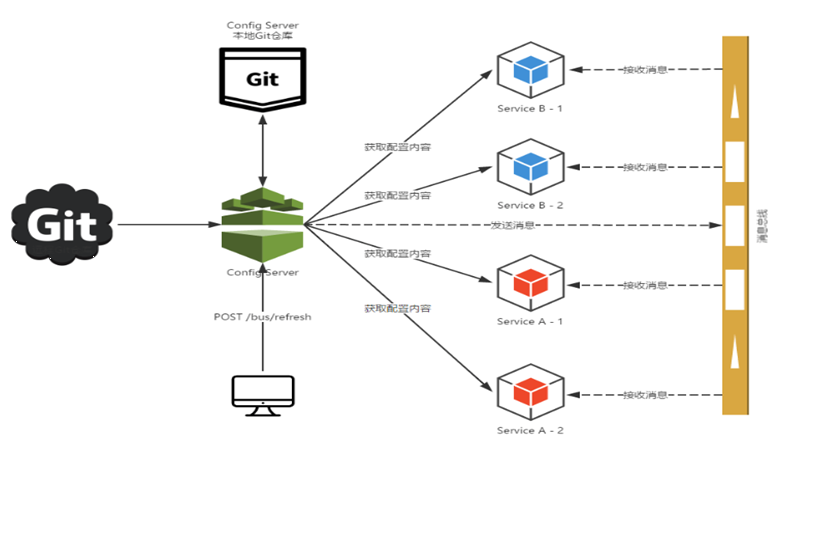 Config Server
本地Git仓库
Git
Service B - 1
接收消息
获取配置内容
Service B - 2
接收消息
获取配置内容
Git
发送消息
消息总线
Config Server
获取配置内容
Service A - 1
接收消息
POST /bus/refresh
获取配置内容
Service A - 2
接收消息